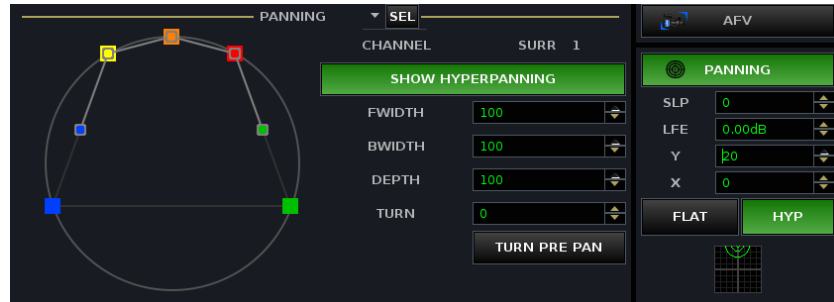 PANNING SEL
CHANNEL SURR 1
SHOW HYPERPANNING
FWIDTH 100
BWIDTH 100
DEPTH 100
TURN 0
TURN PRE PAN
AFV
PANNING
SLP 0
LFE 0.00dB
Y 20
X 0
FLAT HYP